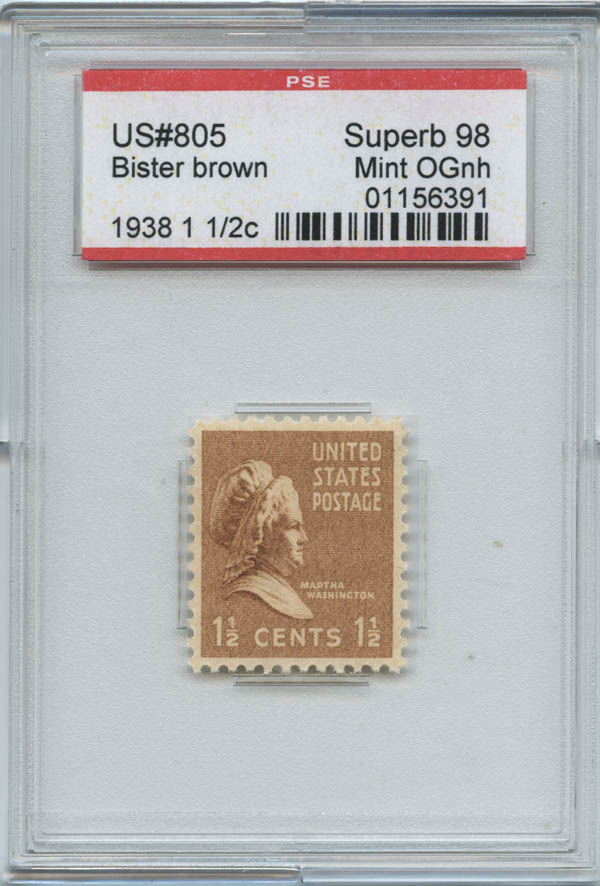 PSE
US#805 Superb 98
Bister brown Mint OGnh
01156391
1938 1 1/2c
UNITED
STATES
POSTAGE
MARTHA
WASHINGTON
1½ CENTS 1½